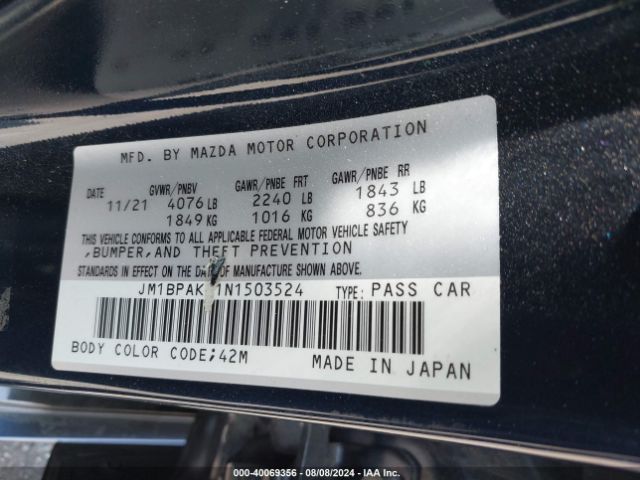 MFD. BY MAZDA MOTOR CORPORATION
DATE GVWR/PNBV GAWR/PNBE FRT GAWR/PNBE RR
11/21 4076 LB 2240 LB 1843 LB
1849 KG 1016 KG 836 KG
THIS VEHICLE CONFORMS TO ALL APPLICABLE FEDERAL MOTOR VEHICLE SAFETY
,BUMPER,AND THEFT PREVENTION
STANDARDS IN EFFECT ON THE DATE OF MANUFACTURE SHOWN ABOVE.
TYPE: PASS CAR
BODY COLOR CODE;42M MADE IN JAPAN
000-40069356 - 08/08/2024 - IAA Inc.